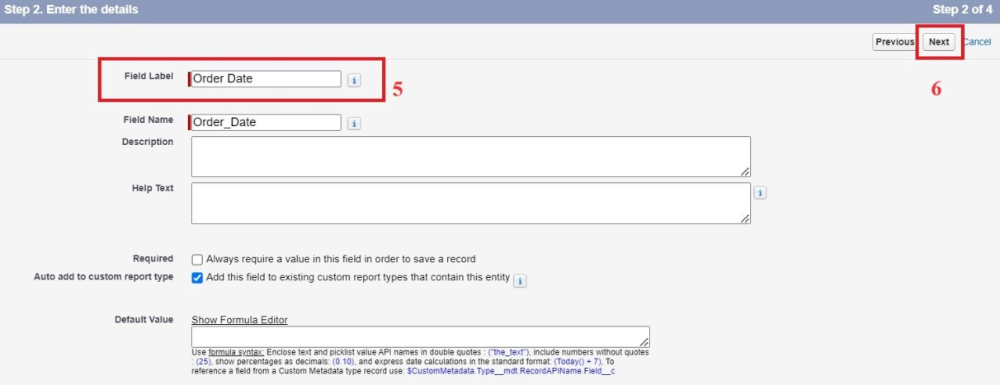 Step 2. Enter the details
Step 2 of 4
Previous
Next
Cancel
Field Label
Order Date
i
5
6
Field Name
Order_Date
i
Description
Help Text
i
Required
Always require a value in this field in order to save a record
Auto add to custom report type
Add this field to existing custom report types that contain this entity
i
Default Value
Show Formula Editor
Use formula syntax: Enclose text and picklist value API names in double quotes : ("the_text"), include numbers without quotes
: (25), show percentages as decimals: (0.10), and express date calculations in the standard format: (Today() + 7), To
reference a field from a Custom Metadata type record use: $CustomMetadata.Type__mdt.RecordAPIName.Field__c